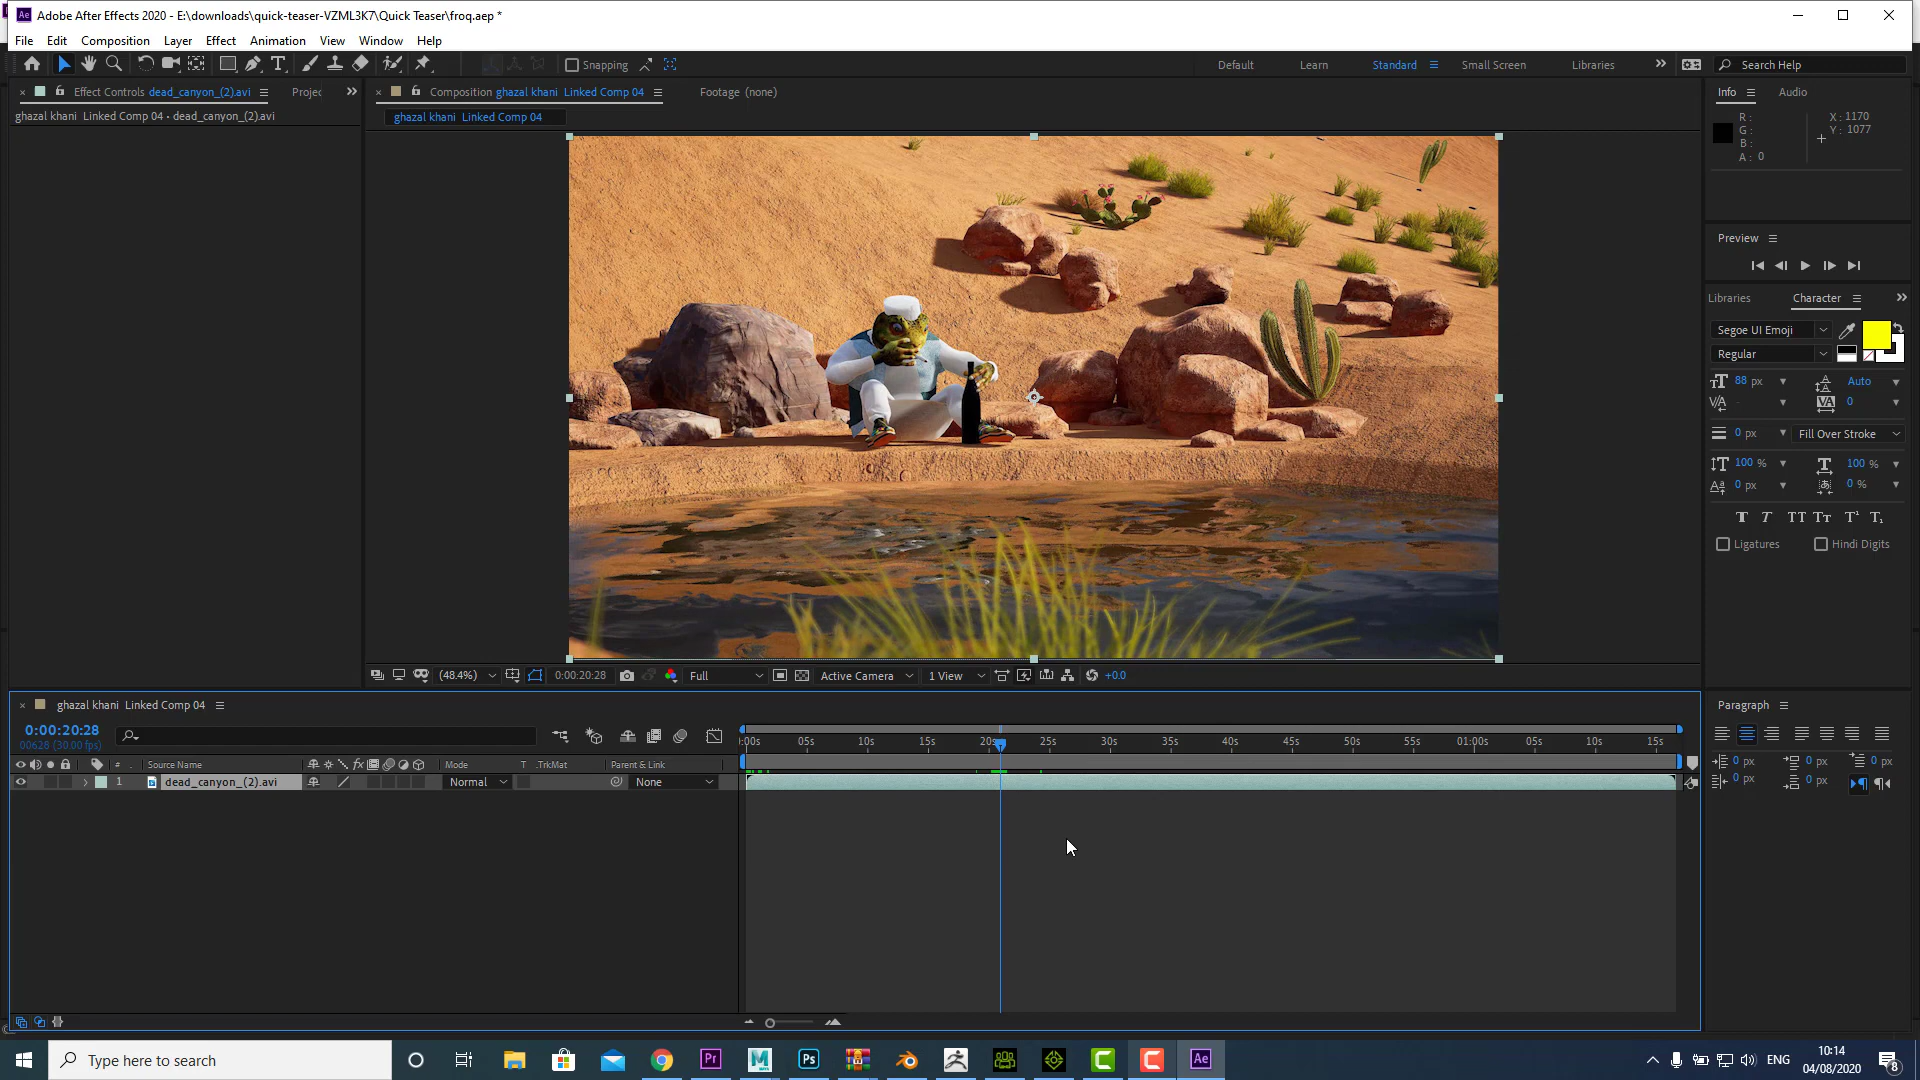 Adobe After Effects 2020 - E:\downloads\quick-teaser-VZML3K7\Quick Teaser\froq.aep *
File Edit Composition Layer Effect Animation View Window Help
Snapping Default Learn Standard Small Screen Libraries Search Help
Effect Controls dead_canyon_(2).avi Projec
Composition ghazal khani Linked Comp 04 Footage (none)
ghazal khani Linked Comp 04 • dead_canyon_(2).avi
ghazal khani Linked Comp 04
Info Audio
R :
G :
B :
A : 0
X : 1170
Y : 1077
Preview
Libraries Character
Segoe UI Emoji
Regular
88 px Auto
0
0 px Fill Over Stroke
100 % 100 %
0 px 0 %
Ligatures Hindi Digits
(48.4%) 0:00:20:28 Full Active Camera 1 View +0.0
ghazal khani Linked Comp 04
0:00:20:28
00628 (30.00 fps)
:00s 05s 10s 15s 20s 25s 30s 35s 40s 45s 50s 55s 01:00s 05s 10s 15s
# Source Name Mode T .TrkMat Parent & Link
1 dead_canyon_(2).avi Normal None
Paragraph
0 px 0 px 0 px
0 px 0 px
Type here to search
Pr
M
Ps
C
C
Ae
ENG
10:14
04/08/2020
8